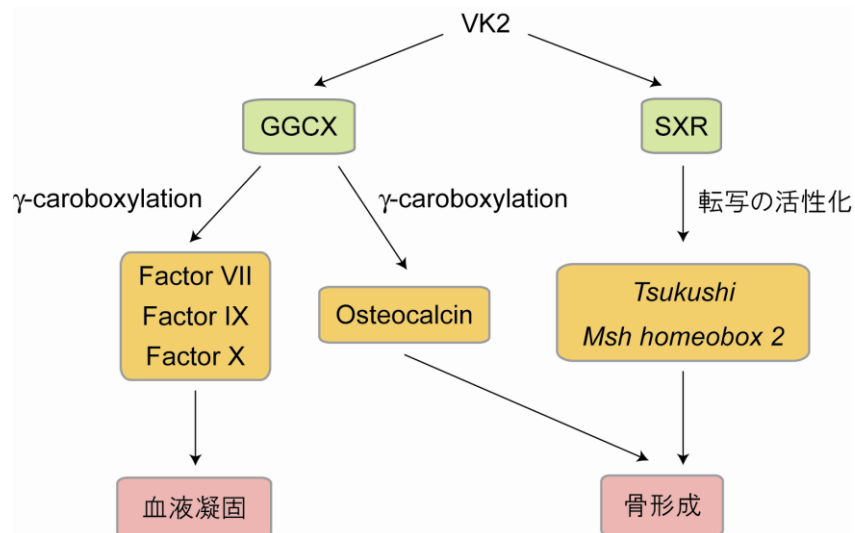 VK2
GGCX
SXR
γ-caroboxylation
γ-caroboxylation
転写の活性化
Factor VII
Factor IX
Factor X
Osteocalcin
Tsukushi
Msh homeobox 2
血液凝固
骨形成